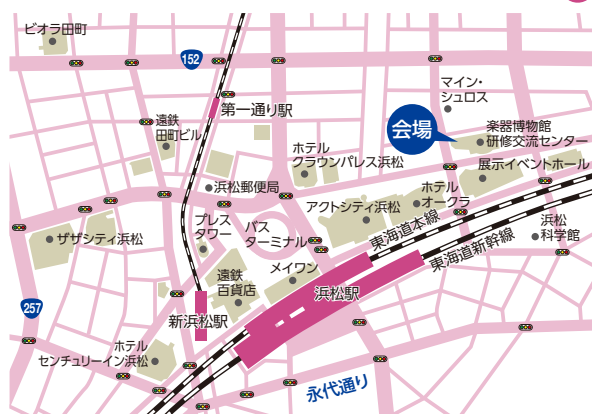 ビオラ田町
152
マイン・
シュロス
第一通り駅
会場
遠鉄
田町ビル
楽器博物館
研修交流センター
ホテル
クラウンパレス浜松
展示イベントホール
浜松郵便局
ホテル
オークラ
アクトシティ浜松
プレス
タワー
バス
ターミナル
東海道本線
浜松
科学館
ザザシティ浜松
東海道新幹線
メイワン
遠鉄
百貨店
浜松駅
257
新浜松駅
ホテル
センチュリーイン浜松
永代通り